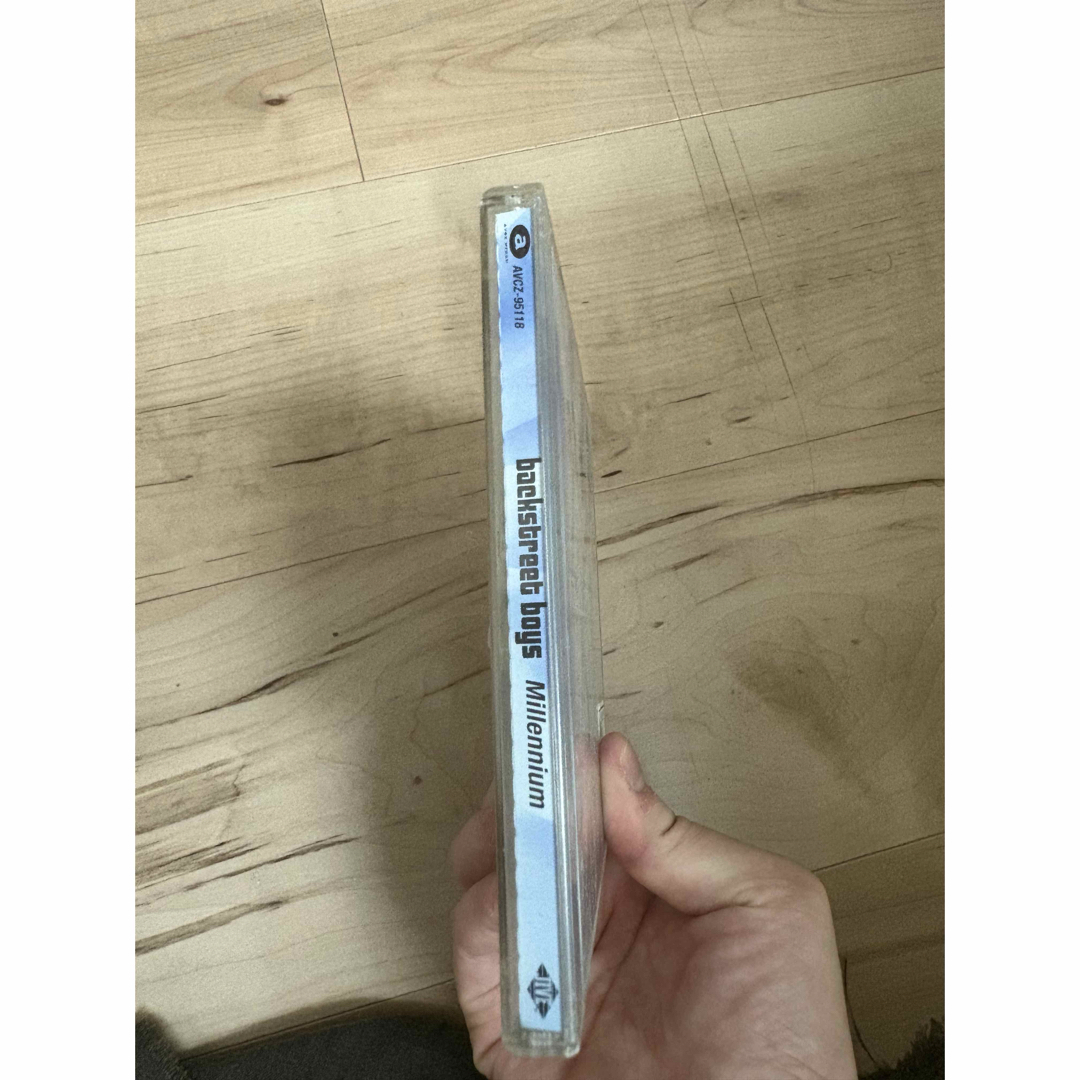 a
AVCZ-95118
backstreet boys Millennium
JIVE